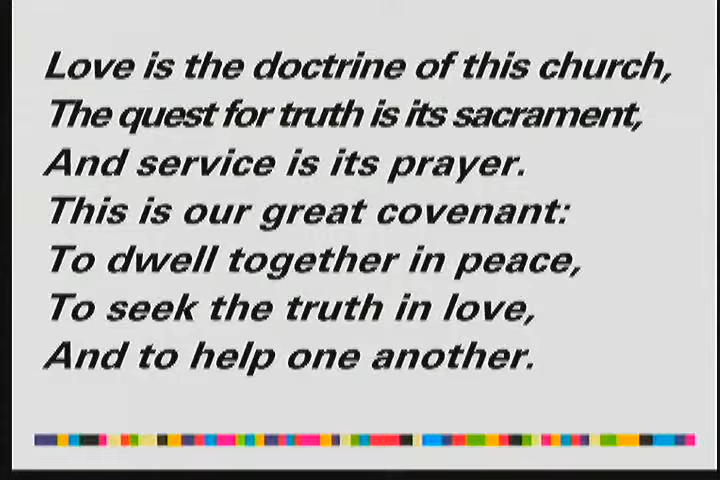 Love is the doctrine of this church,
The quest for truth is its sacrament,
And service is its prayer.
This is our great covenant:
To dwell together in peace,
To seek the truth in love,
And to help one another.